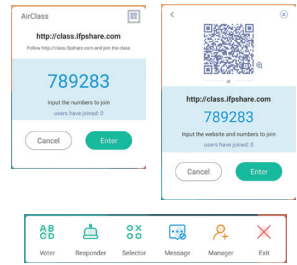 AirClass
http://class.ifpshare.com
Follow http://class.ifpshare.com and join the class
789283
Input the numbers to join
users have joined: 0
Cancel
Enter
or
http://class.ifpshare.com
789283
Input the website and numbers to join
users have joined: 0
Cancel
Enter
AB
CD
Voter
Responder
Selector
Message
Manager
Exit